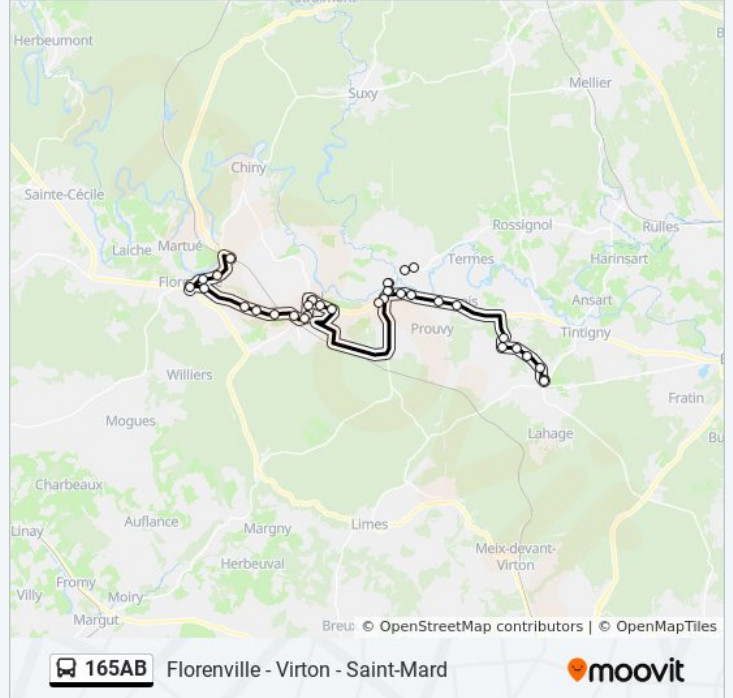 Herbeumont
Suxy
Mellier
Chiny
Sainte-Cécile
Rossignol
Rulles
Laiche
Martué
Termes
Harinsart
Ansart
Prouvy
Tintigny
Williers
Fratin
Mogues
Lahage
Charbeaux
Linay
Auflance
Limes
Margny
Meix-devant-
Virton
Herbeuval
Fromy
Villy
Moiry
Margut
© OpenStreetMap contributors | © OpenMapTiles
165AB
Florenville - Virton - Saint-Mard
moovit